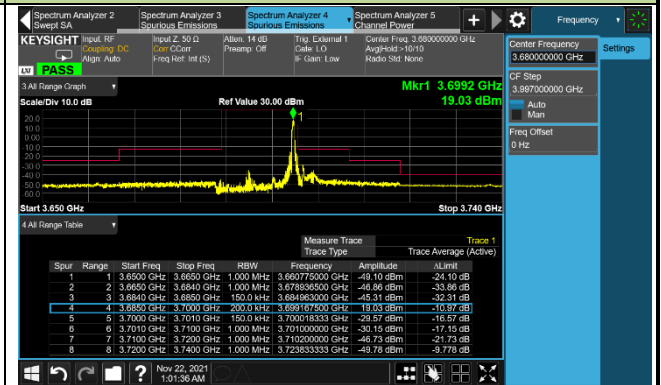 Spectrum Analyzer 2
Swept SA
Spectrum Analyzer 3
Spurious Emissions
Spectrum Analyzer 4
Spurious Emissions
Spectrum Analyzer 5
Channel Power
Frequency
KEYSIGHT
Input: RF
Coupling: DC
Align: Auto
Input Z: 50 Ω
Corr CCorr
Freq Ref: Int (S)
Atten: 14 dB
Preamp: Off
Trig: External 1
Gate: LO
IF Gain: Low
Center Freq: 3.680000000 GHz
Avg|Hold:>10/10
Radio Std: None
LXI PASS
Center Frequency
3.680000000 GHz
Settings
CF Step
3.997000000 GHz
Auto
Man
Freq Offset
0 Hz
3 All Range Graph
Mkr1 3.6992 GHz
Scale/Div 10.0 dB
Ref Value 30.00 dBm
19.03 dBm
1
20.0
10.0
0.00
-10.0
-20.0
-30.0
-40.0
-50.0
-60.0
Start 3.650 GHz
Stop 3.740 GHz
4 All Range Table
Measure Trace Trace 1
Trace Type Trace Average (Active)
Spur Range Start Freq Stop Freq RBW Frequency Amplitude ΔLimit
1 1 3.6500 GHz 3.6650 GHz 1.000 MHz 3.660775000 GHz -49.10 dBm -24.10 dB
2 2 3.6650 GHz 3.6840 GHz 1.000 MHz 3.678936500 GHz -46.86 dBm -33.86 dB
3 3 3.6840 GHz 3.6850 GHz 150.0 kHz 3.684963000 GHz -45.31 dBm -32.31 dB
4 4 3.6850 GHz 3.7000 GHz 200.0 kHz 3.699167500 GHz 19.03 dBm -10.97 dB
5 5 3.7000 GHz 3.7010 GHz 150.0 kHz 3.700018333 GHz -29.57 dBm -16.57 dB
6 6 3.7010 GHz 3.7100 GHz 1.000 MHz 3.701000000 GHz -30.15 dBm -17.15 dB
7 7 3.7100 GHz 3.7200 GHz 1.000 MHz 3.710200000 GHz -46.73 dBm -21.73 dB
8 8 3.7200 GHz 3.7400 GHz 1.000 MHz 3.723833333 GHz -49.78 dBm -9.778 dB
Nov 22, 2021
1:01:36 AM